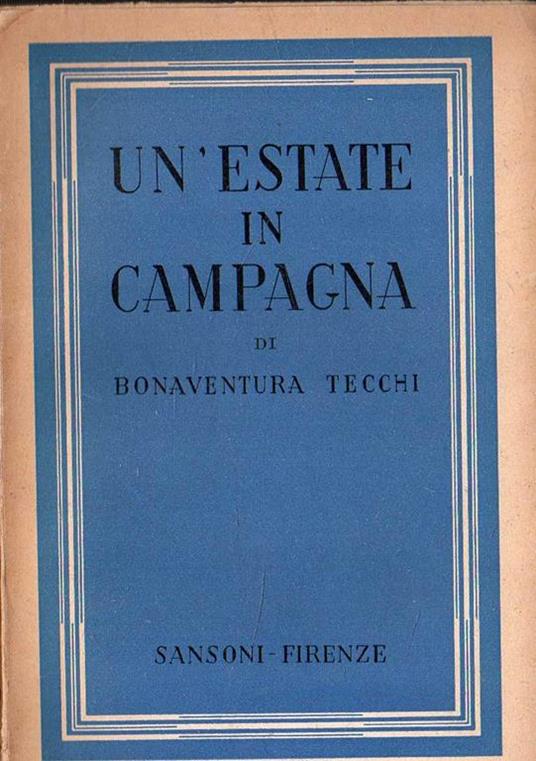 UN'ESTATE
IN
CAMPAGNA
DI
BONAVENTURA TECCHI
SANSONI-FIRENZE